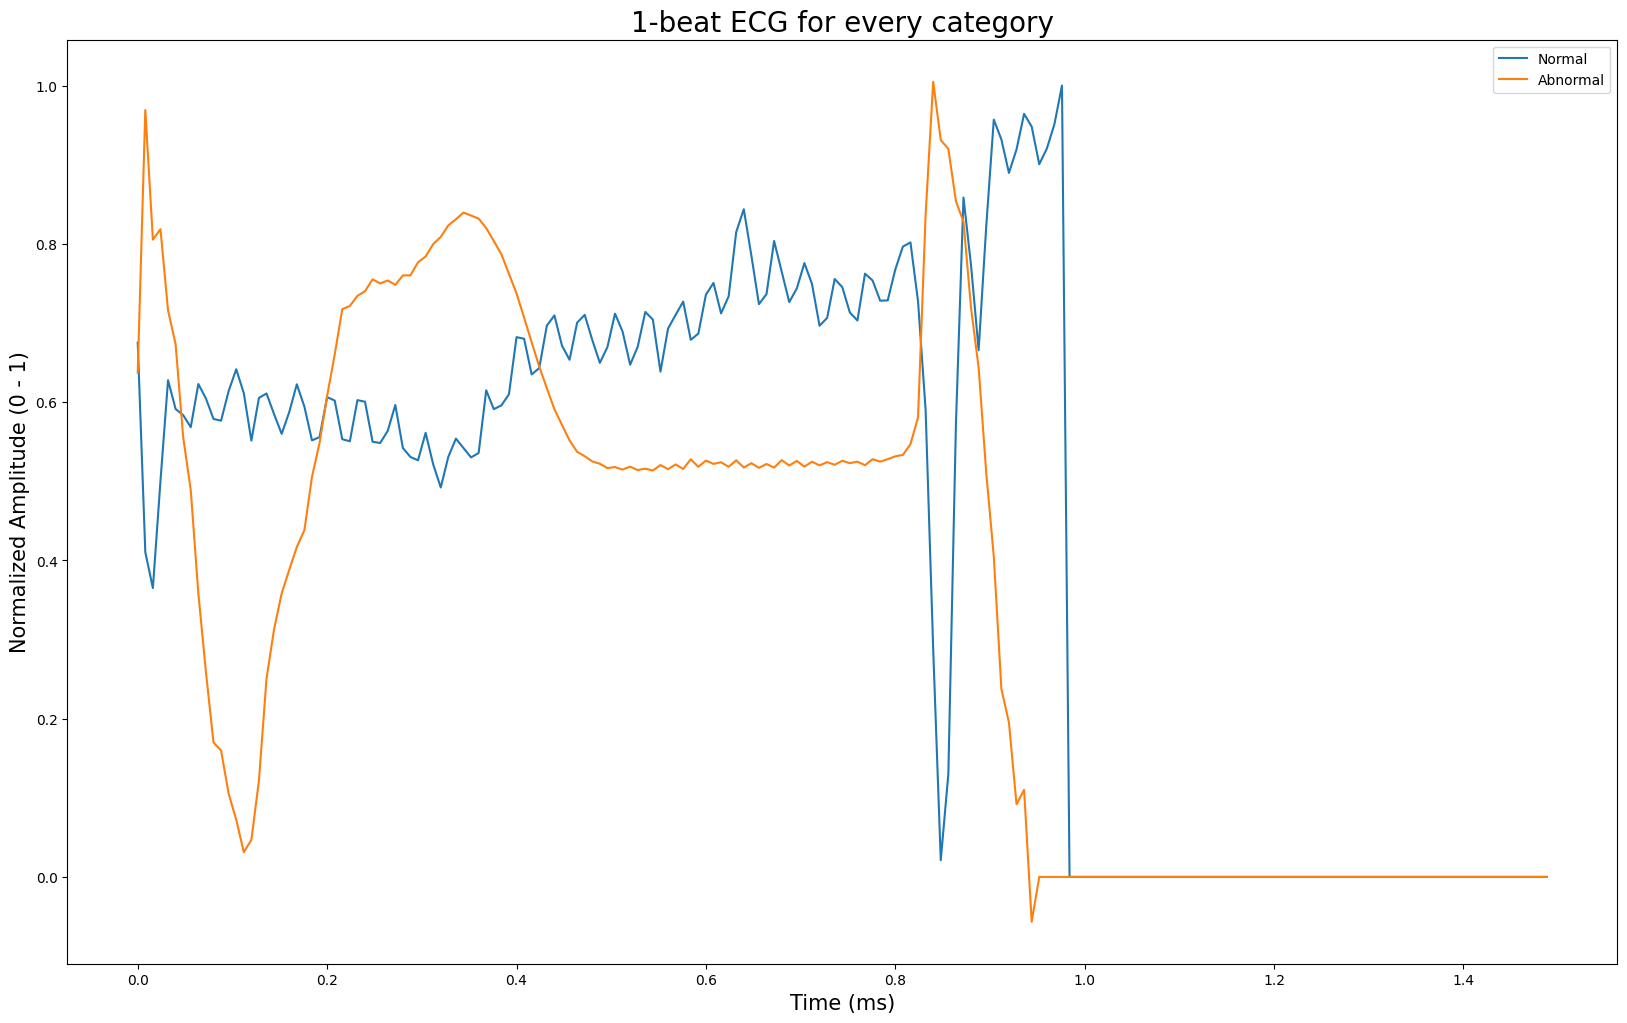 1-beat ECG for every category
Normal
Abnormal
Normalized Amplitude (0 - 1)
1.0
0.8
0.6
0.4
0.2
0.0
0.0 0.2 0.4 0.6 0.8 1.0 1.2 1.4
Time (ms)